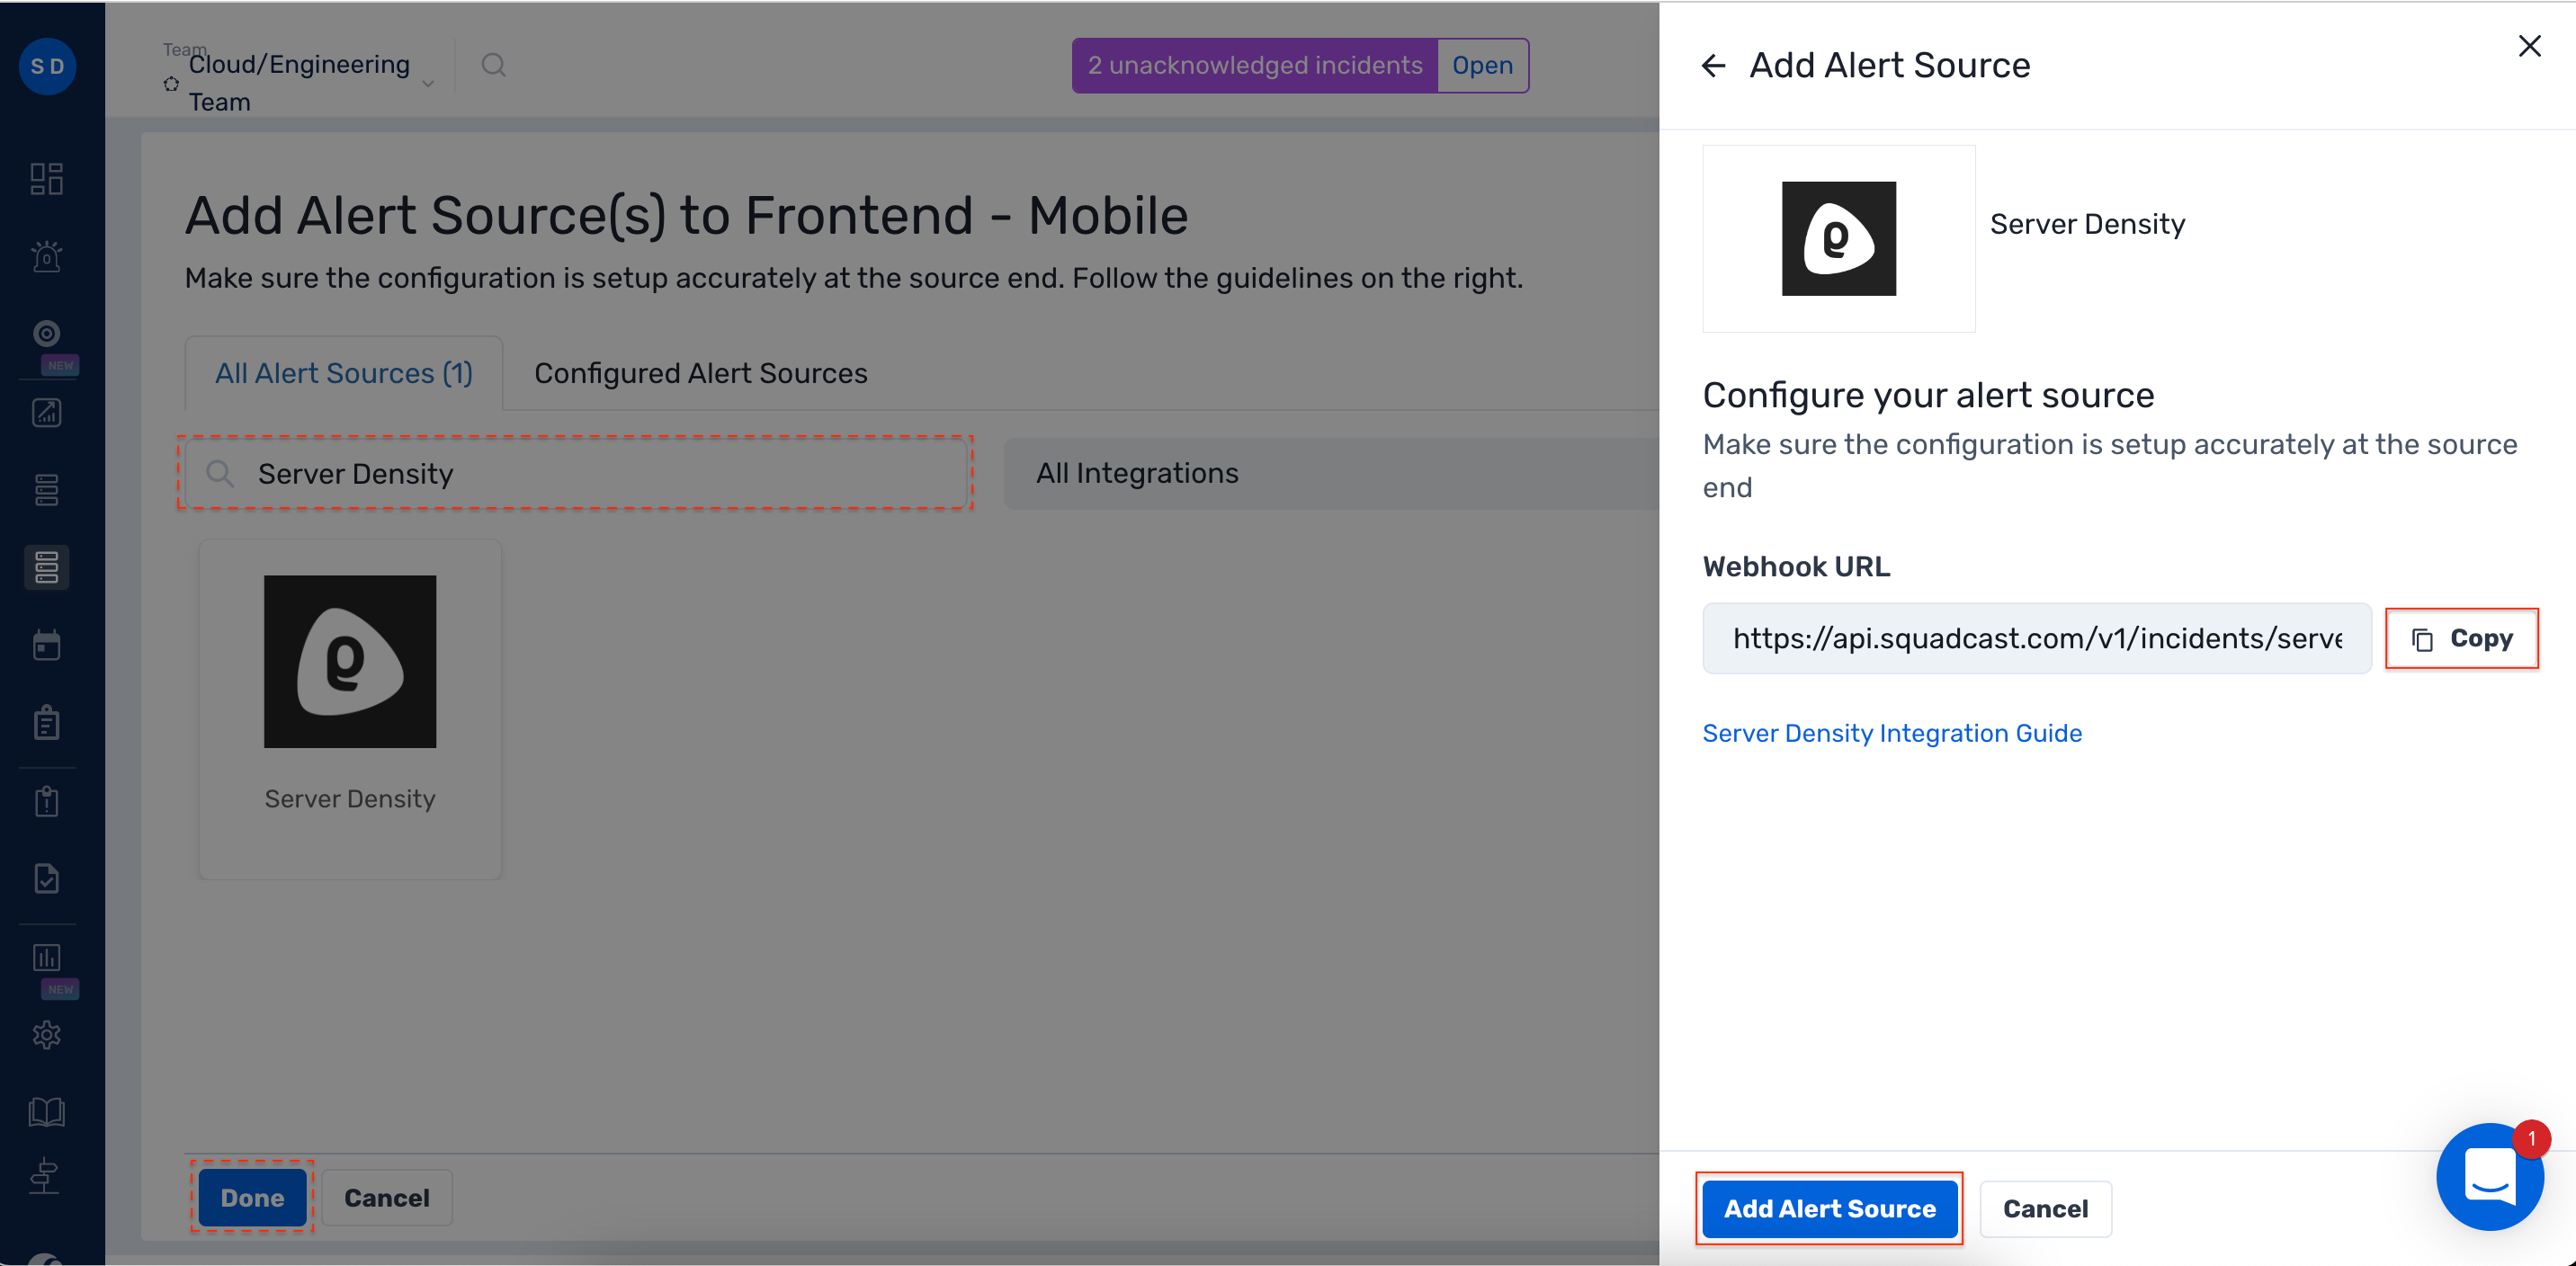 S D
Team
Cloud/Engineering
Team
2 unacknowledged incidents
Open
NEW
NEW
Add Alert Source(s) to Frontend - Mobile
Make sure the configuration is setup accurately at the source end. Follow the guidelines on the right.
All Alert Sources (1)
Configured Alert Sources
Server Density
All Integrations
Server Density
Done
Cancel
Add Alert Source
Server Density
Configure your alert source
Make sure the configuration is setup accurately at the source
end
Webhook URL
https://api.squadcast.com/v1/incidents/serve
Copy
Server Density Integration Guide
Add Alert Source
Cancel
1